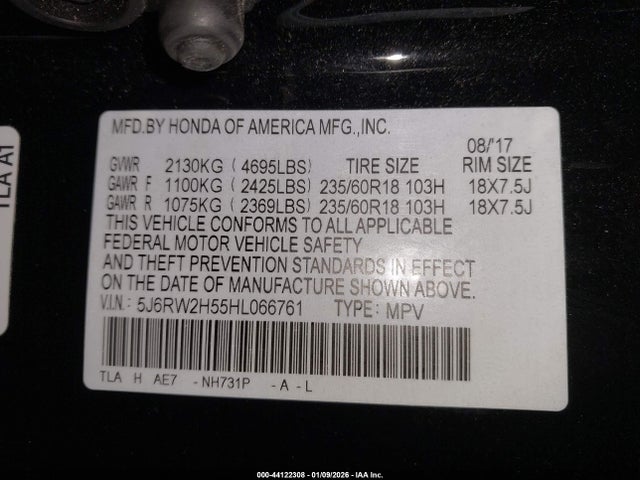 MFD.BY HONDA OF AMERICA MFG.,INC.
08/'17
GVWR 2130KG ( 4695LBS) TIRE SIZE RIM SIZE
GAWR F 1100KG ( 2425LBS) 235/60R18 103H 18X7.5J
GAWR R 1075KG ( 2369LBS) 235/60R18 103H 18X7.5J
THIS VEHICLE CONFORMS TO ALL APPLICABLE
FEDERAL MOTOR VEHICLE SAFETY
AND THEFT PREVENTION STANDARDS IN EFFECT
ON THE DATE OF MANUFACTURE SHOWN ABOVE.
V.I.N.: 5J6RW2H55HL066761 TYPE: MPV
TLA H AE7 - NH731P - A - L
TLA A1
000-44122308 - 01/09/2026 - IAA Inc.